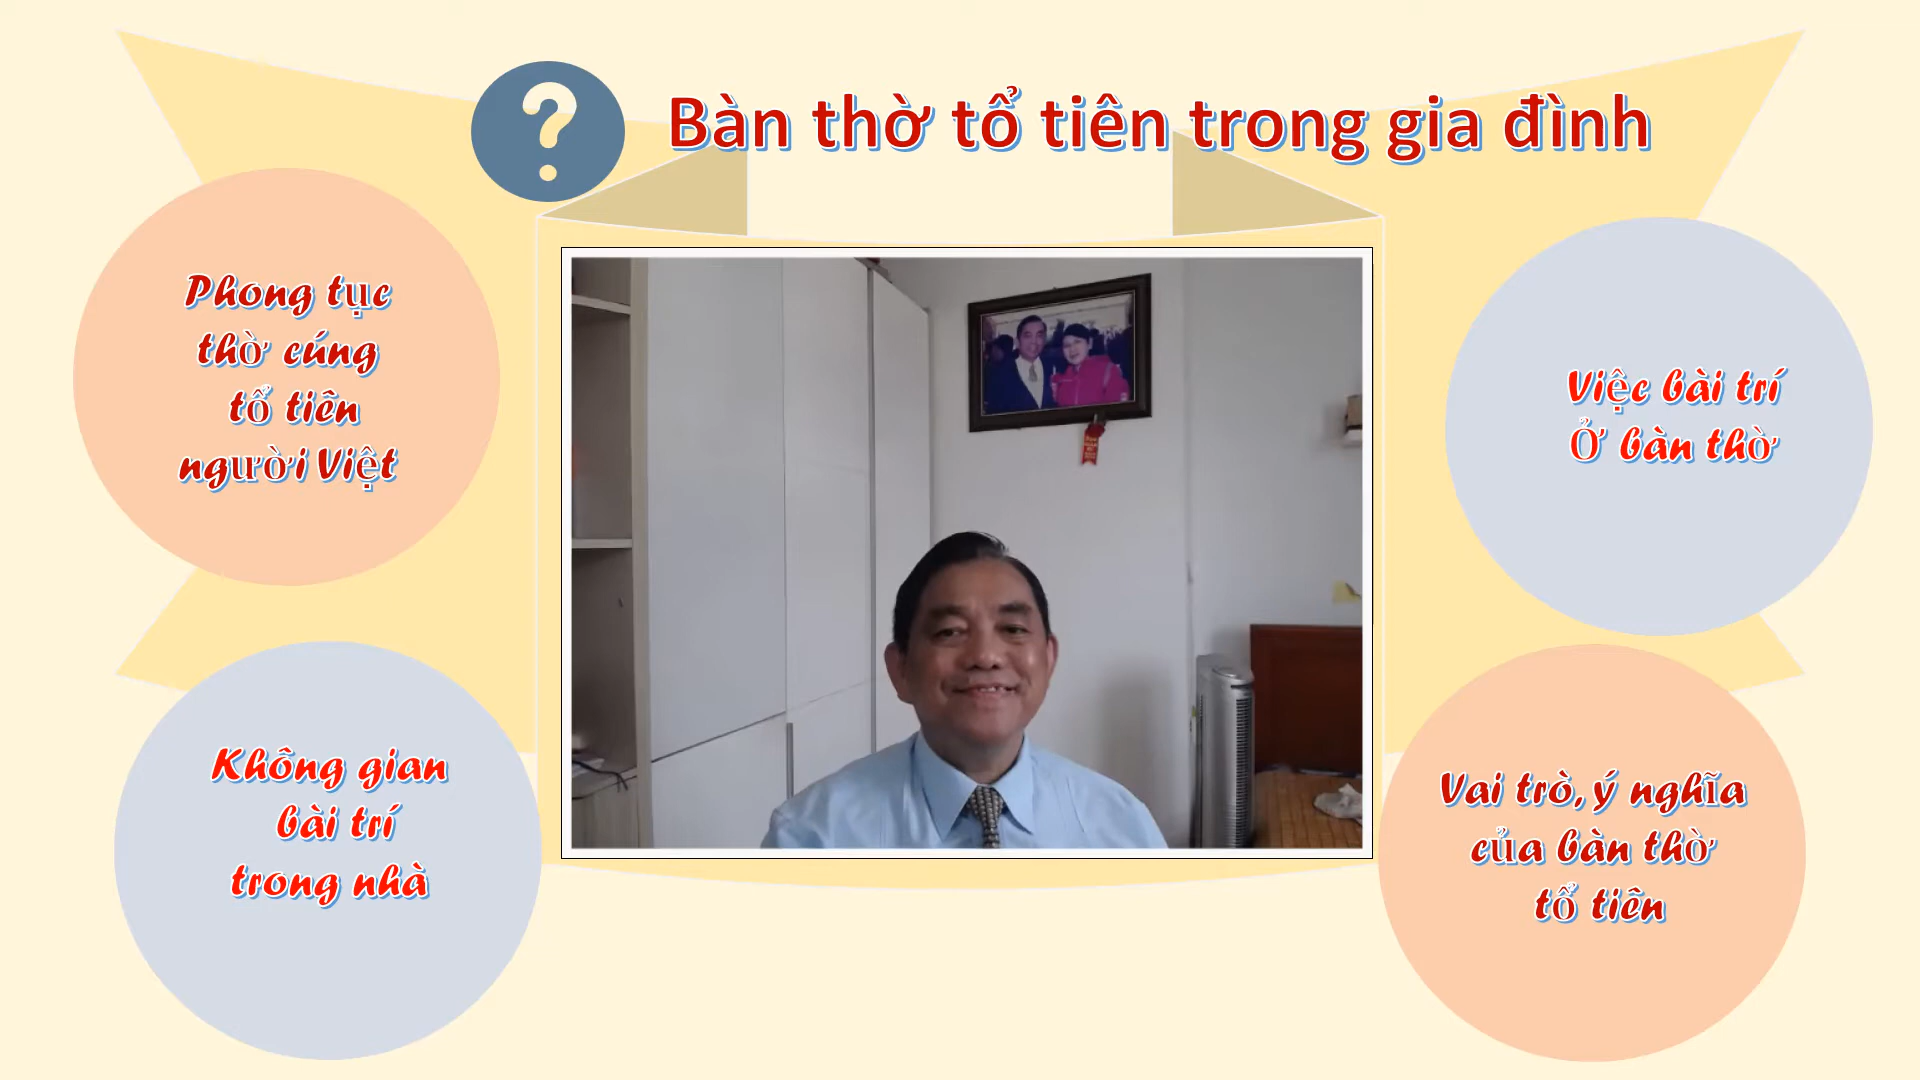 ?
Bàn thờ tổ tiên trong gia đình
Phong tục
thờ cúng
tổ tiên
người Việt
Việc bài trí
Ở bàn thờ
Không gian
bài trí
trong nhà
Vai trò, ý nghĩa
của bàn thờ
tổ tiên